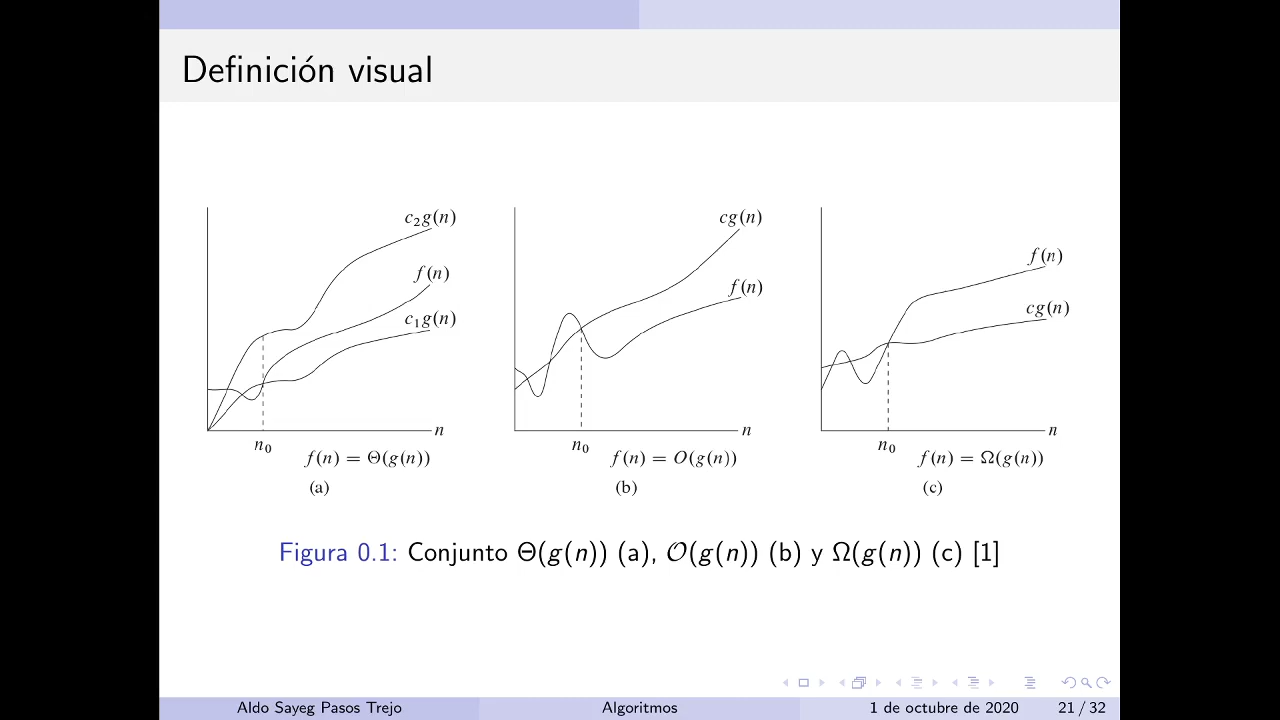 Definición visual
c₂g(n)
f(n)
c₁g(n)
n
n₀
f(n) = Θ(g(n))
(a)
cg(n)
f(n)
n
n₀
f(n) = O(g(n))
(b)
f(n)
cg(n)
n
n₀
f(n) = Ω(g(n))
(c)
Figura 0.1: Conjunto Θ(g(n)) (a), 𝒪(g(n)) (b) y Ω(g(n)) (c) [1]
Aldo Sayeg Pasos Trejo Algoritmos 1 de octubre de 2020 21 / 32